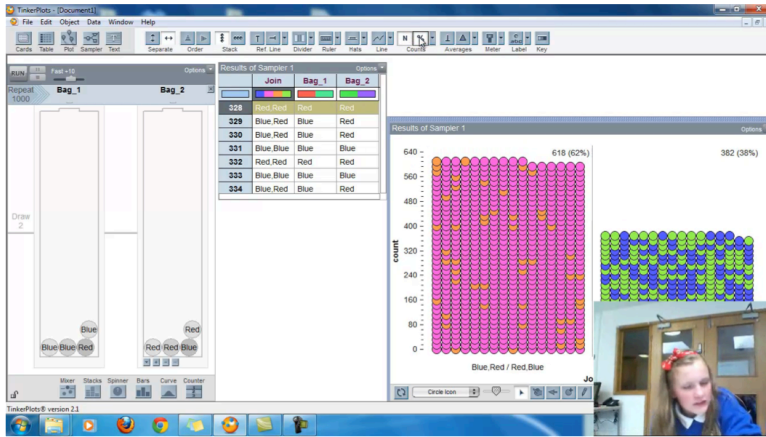 TinkerPlots - [Document1]
File Edit Object Data Window Help
Cards Table Plot Sampler Text Separate Order Stack Ref. Line Divider Ruler Hats Line Counts Averages Meter Label Key
N %
RUN Fast +10 Options
Repeat 1000 Bag_1 Bag_2
Draw 2
Blue
Blue Blue Red
Red
Red Red Blue
Mixer Stacks Spinner Bars Curve Counter
Results of Sampler 1 Options
Join Bag_1 Bag_2
328 Red,Red Red Red
329 Blue,Red Blue Red
330 Blue,Red Blue Red
331 Blue,Blue Blue Blue
332 Red,Red Red Red
333 Blue,Blue Blue Blue
334 Blue,Red Blue Red
Results of Sampler 1 Options
618 (62%) 382 (38%)
640
560
480
400
320
240
160
80
0
count
Blue,Red / Red,Blue
Jo
Circle Icon
TinkerPlots® version 2.1